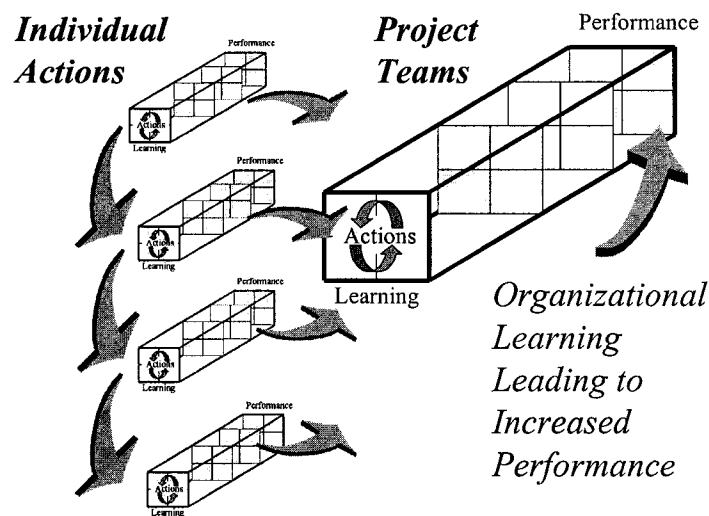 Individual
Actions
Performance
Actions
Learning
Performance
Actions
Learning
Performance
Actions
Learning
Performance
Actions
Learning
Project
Teams
Performance
Actions
Learning
Organizational
Learning
Leading to
Increased
Performance